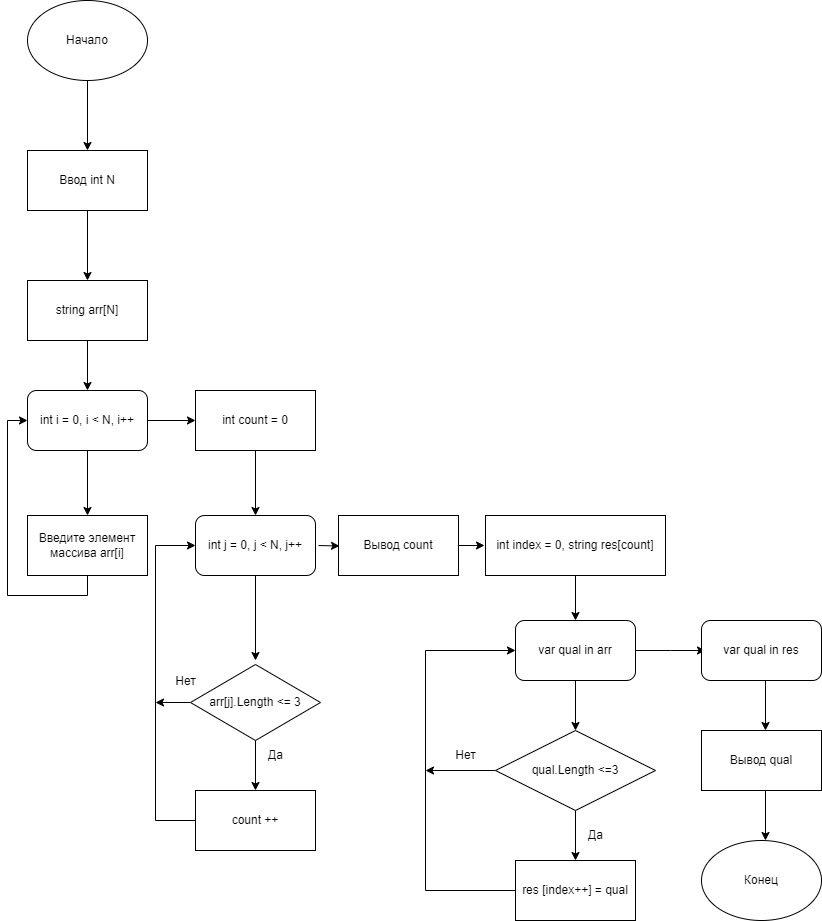 Начало
Ввод int N
string arr[N]
int i = 0, i < N, i++
Введите элемент
массива arr[i]
int count = 0
int j = 0, j < N, j++
Нет
arr[j].Length <= 3
Да
count ++
Вывод count
int index = 0, string res[count]
var qual in arr
Нет
qual.Length <=3
Да
res [index++] = qual
var qual in res
Вывод qual
Конец